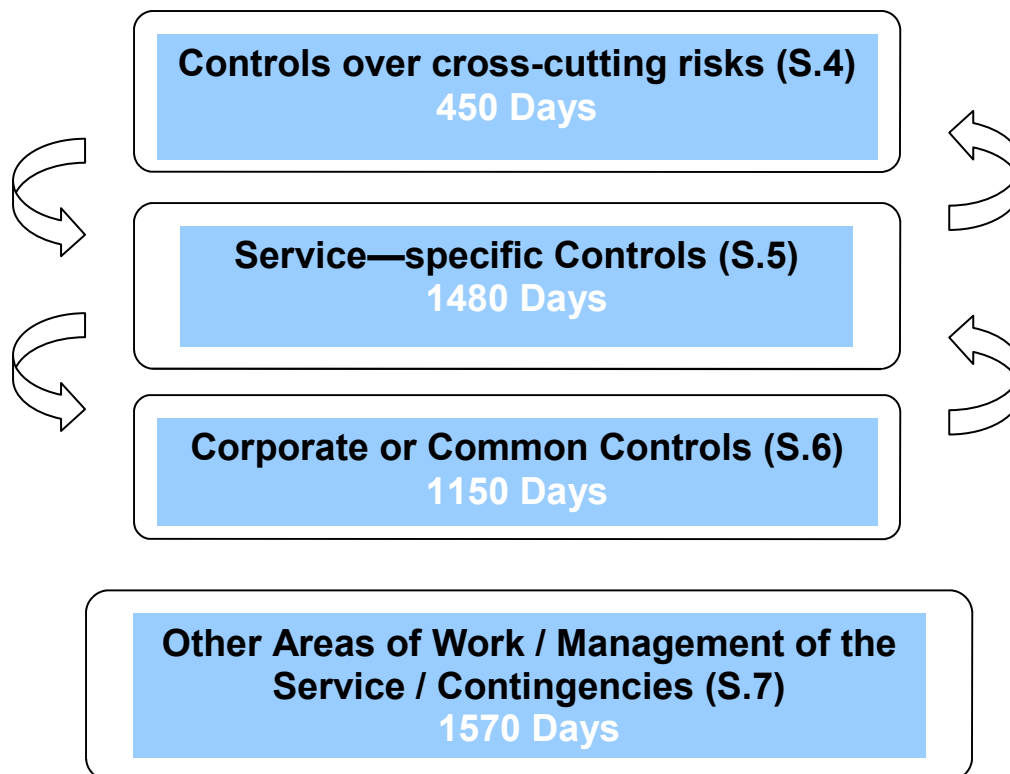 Controls over cross-cutting risks (S.4)
450 Days
Service—specific Controls (S.5)
1480 Days
Corporate or Common Controls (S.6)
1150 Days
Other Areas of Work / Management of the
Service / Contingencies (S.7)
1570 Days